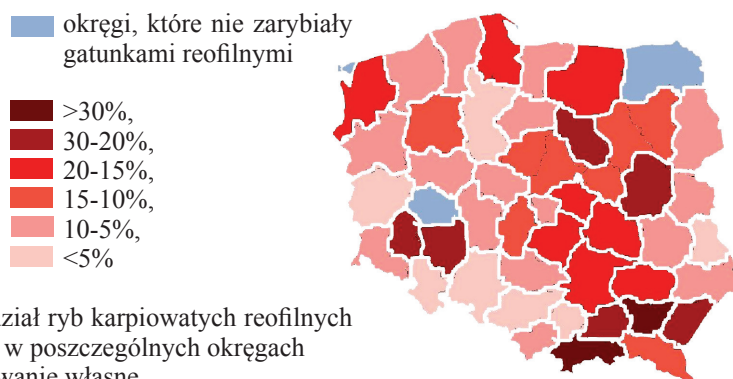 okręgi, które nie zarybiały
gatunkami reofilnymi
>30%,
30-20%,
20-15%,
15-10%,
10-5%,
<5%
ryb karpiowatych reofilnych
w poszczególnych okręgach
własne